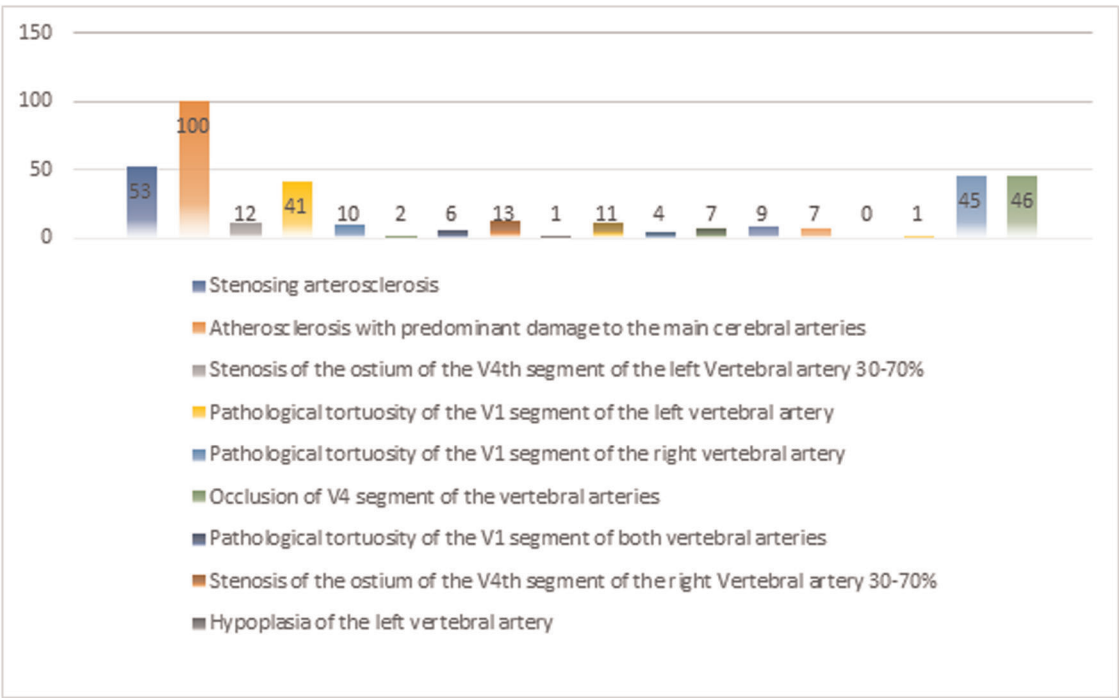 150
100
50
0
53
100
12
41
10
2
6
13
1
11
4
7
9
7
0
1
45
46
Stenosing arterosclerosis
Atherosclerosis with predominant damage to the main cerebral arteries
Stenosis of the ostium of the V4th segment of the left Vertebral artery 30-70%
Pathological tortuosity of the V1 segment of the left vertebral artery
Pathological tortuosity of the V1 segment of the right vertebral artery
Occlusion of V4 segment of the vertebral arteries
Pathological tortuosity of the V1 segment of both vertebral arteries
Stenosis of the ostium of the V4th segment of the right Vertebral artery 30-70%
Hypoplasia of the left vertebral artery